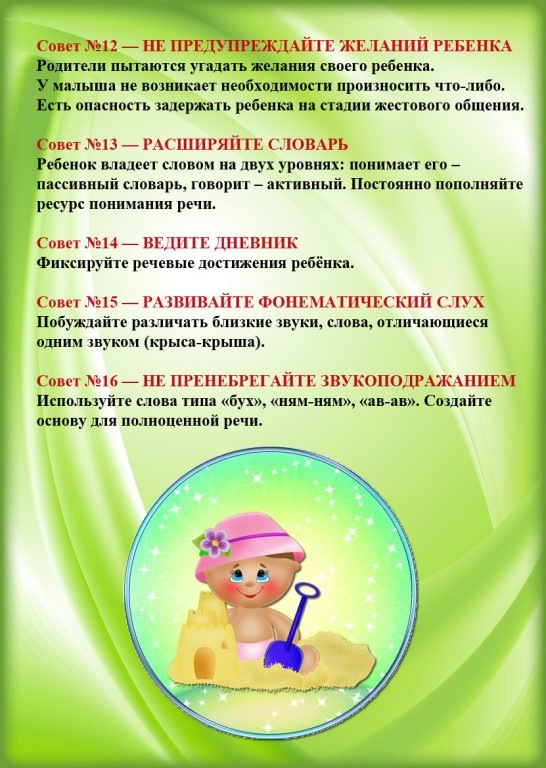 Совет №12 — НЕ ПРЕДУПРЕЖДАЙТЕ ЖЕЛАНИЙ РЕБЕНКА
Родители пытаются угадать желания своего ребенка.
У малыша не возникает необходимости произносить что-либо.
Есть опасность задержать ребенка на стадии жестового общения.
Совет №13 — РАСШИРЯЙТЕ СЛОВАРЬ
Ребенок владеет словом на двух уровнях: понимает его –
пассивный словарь, говорит – активный. Постоянно пополняйте
ресурс понимания речи.
Совет №14 — ВЕДИТЕ ДНЕВНИК
Фиксируйте речевые достижения ребёнка.
Совет №15 — РАЗВИВАЙТЕ ФОНЕМАТИЧЕСКИЙ СЛУХ
Побуждайте различать близкие звуки, слова, отличающиеся
одним звуком (крыса-крыша).
Совет №16 — НЕ ПРЕНЕБРЕГАЙТЕ ЗВУКОПОДРАЖАНИЕМ
Используйте слова типа «бух», «ням-ням», «ав-ав». Создайте
основу для полноценной речи.